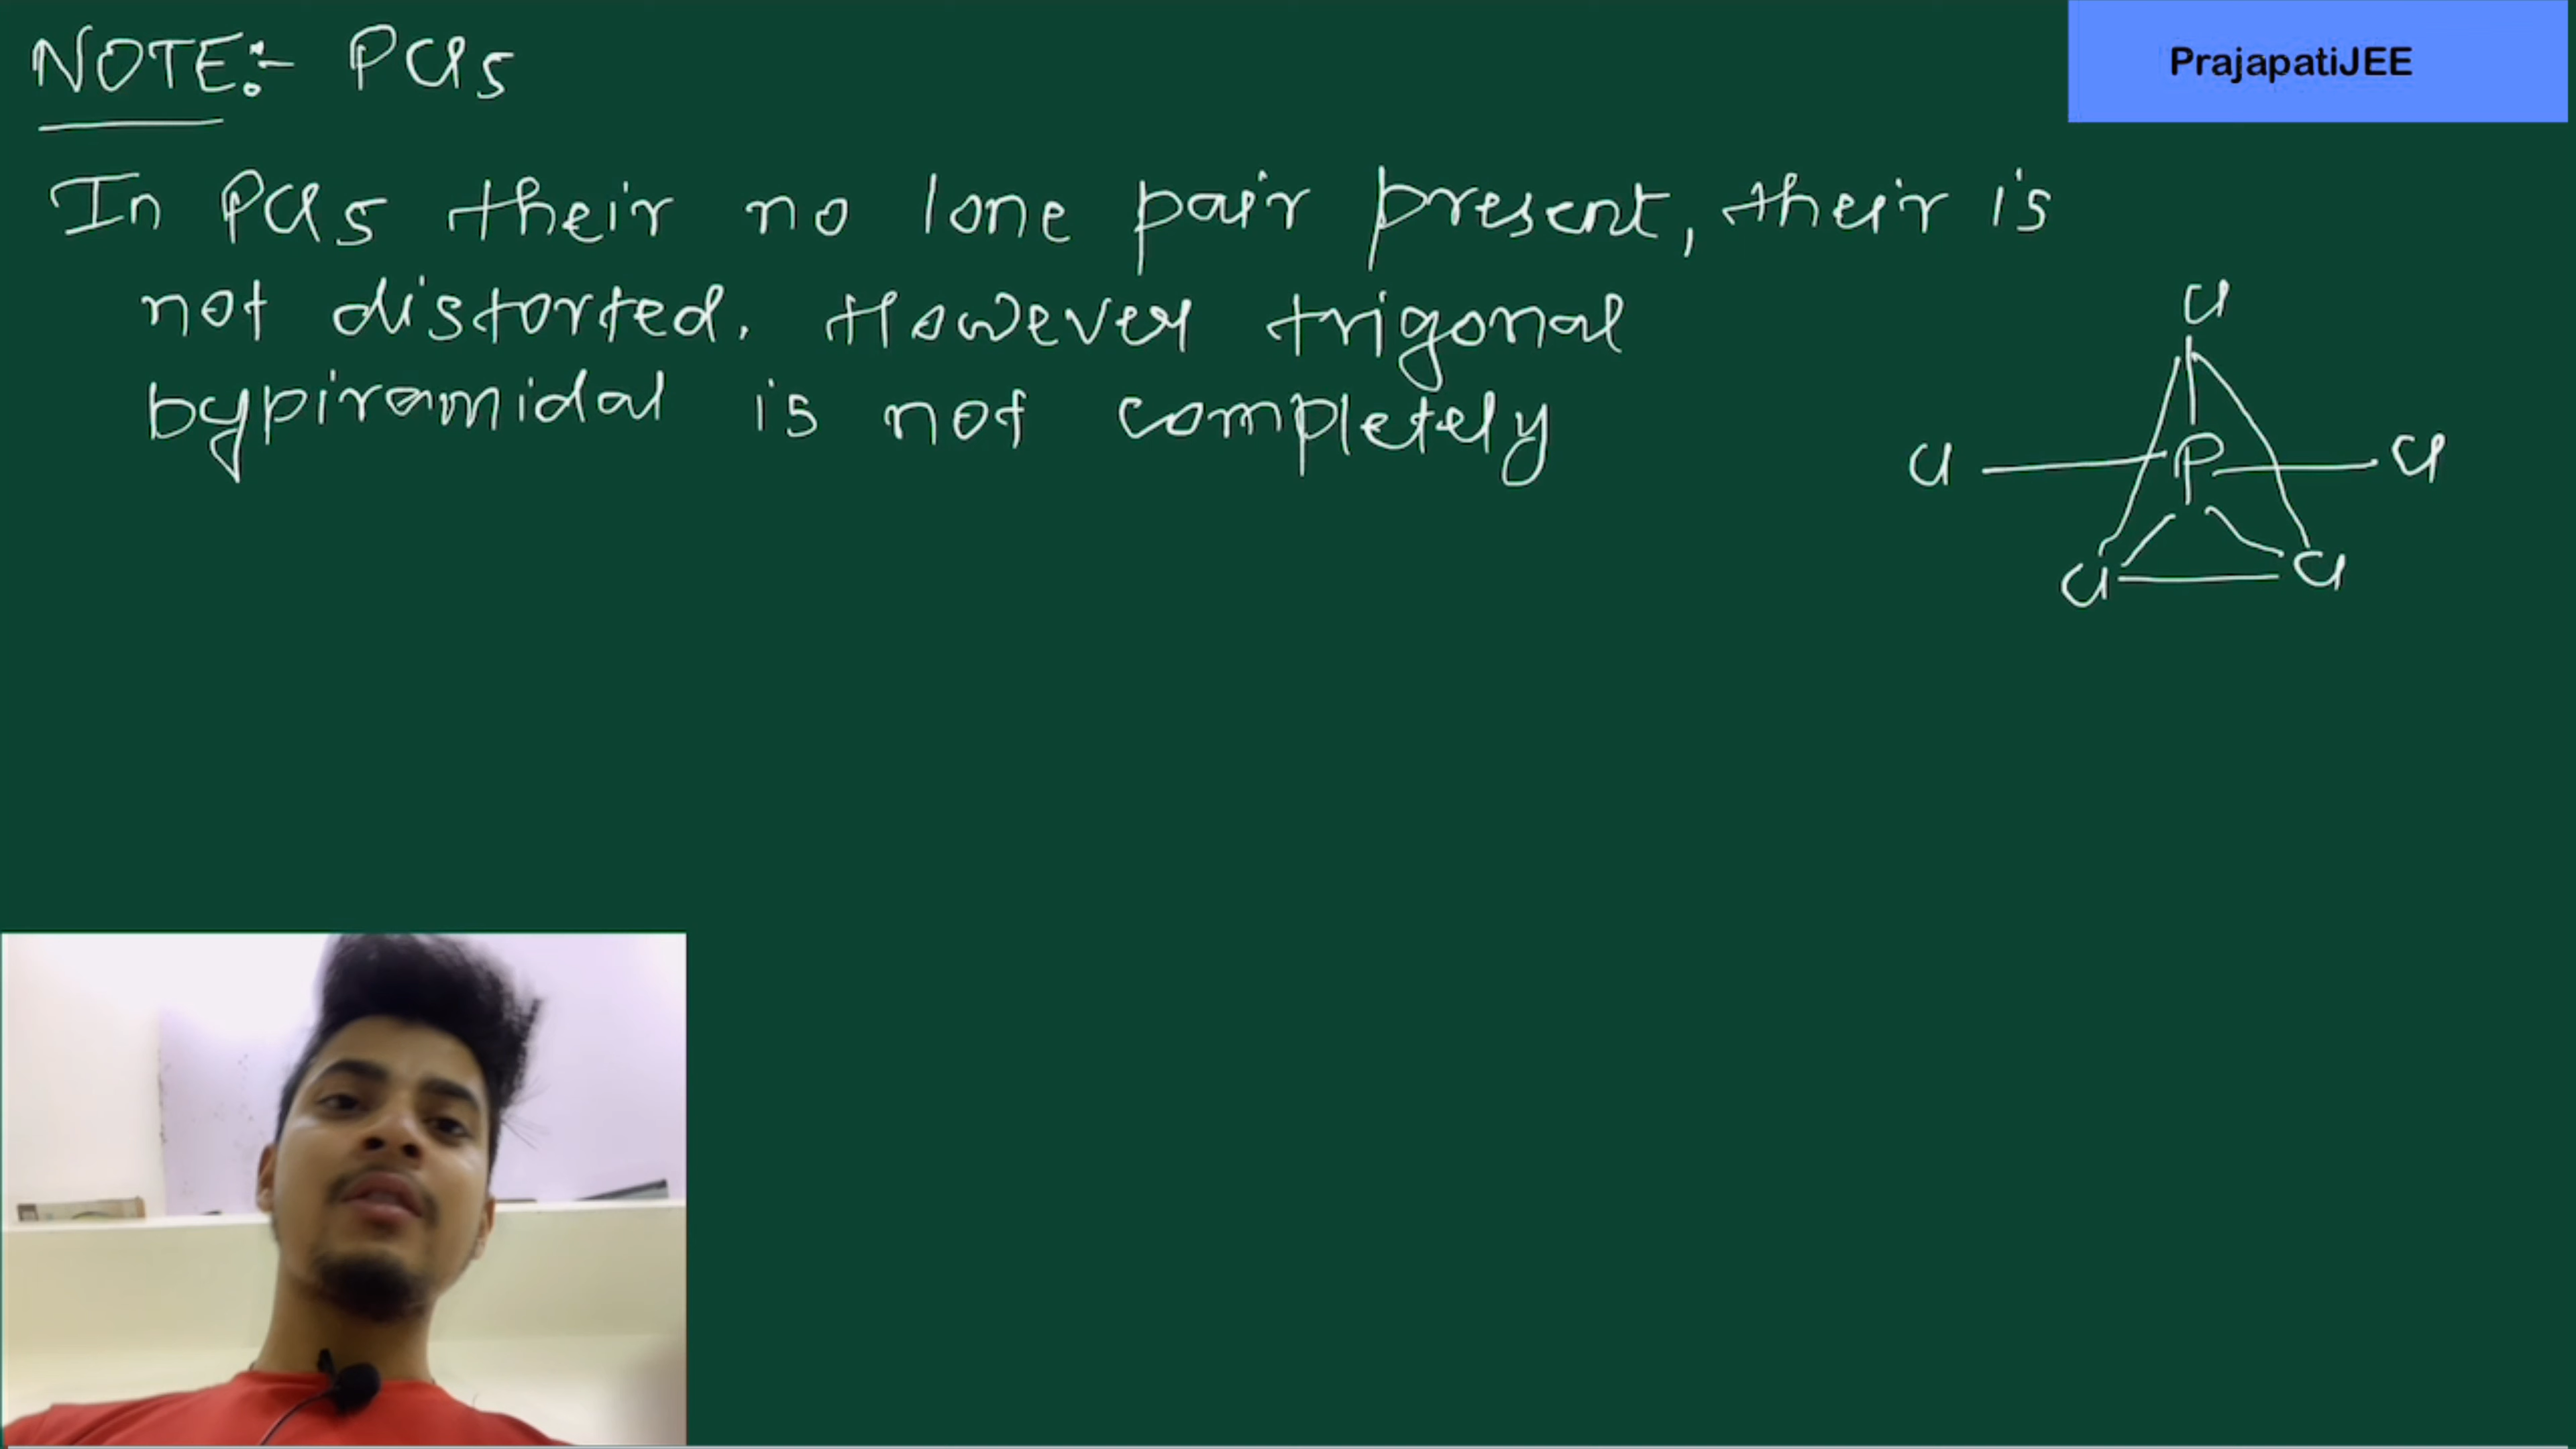 NOTE:- PCl5
PrajapatiJEE
In PCl5 their no lone pair present, their is
not distorted. However trigonal
bypiramidal is not completely
Cl
Cl P Cl
Cl Cl